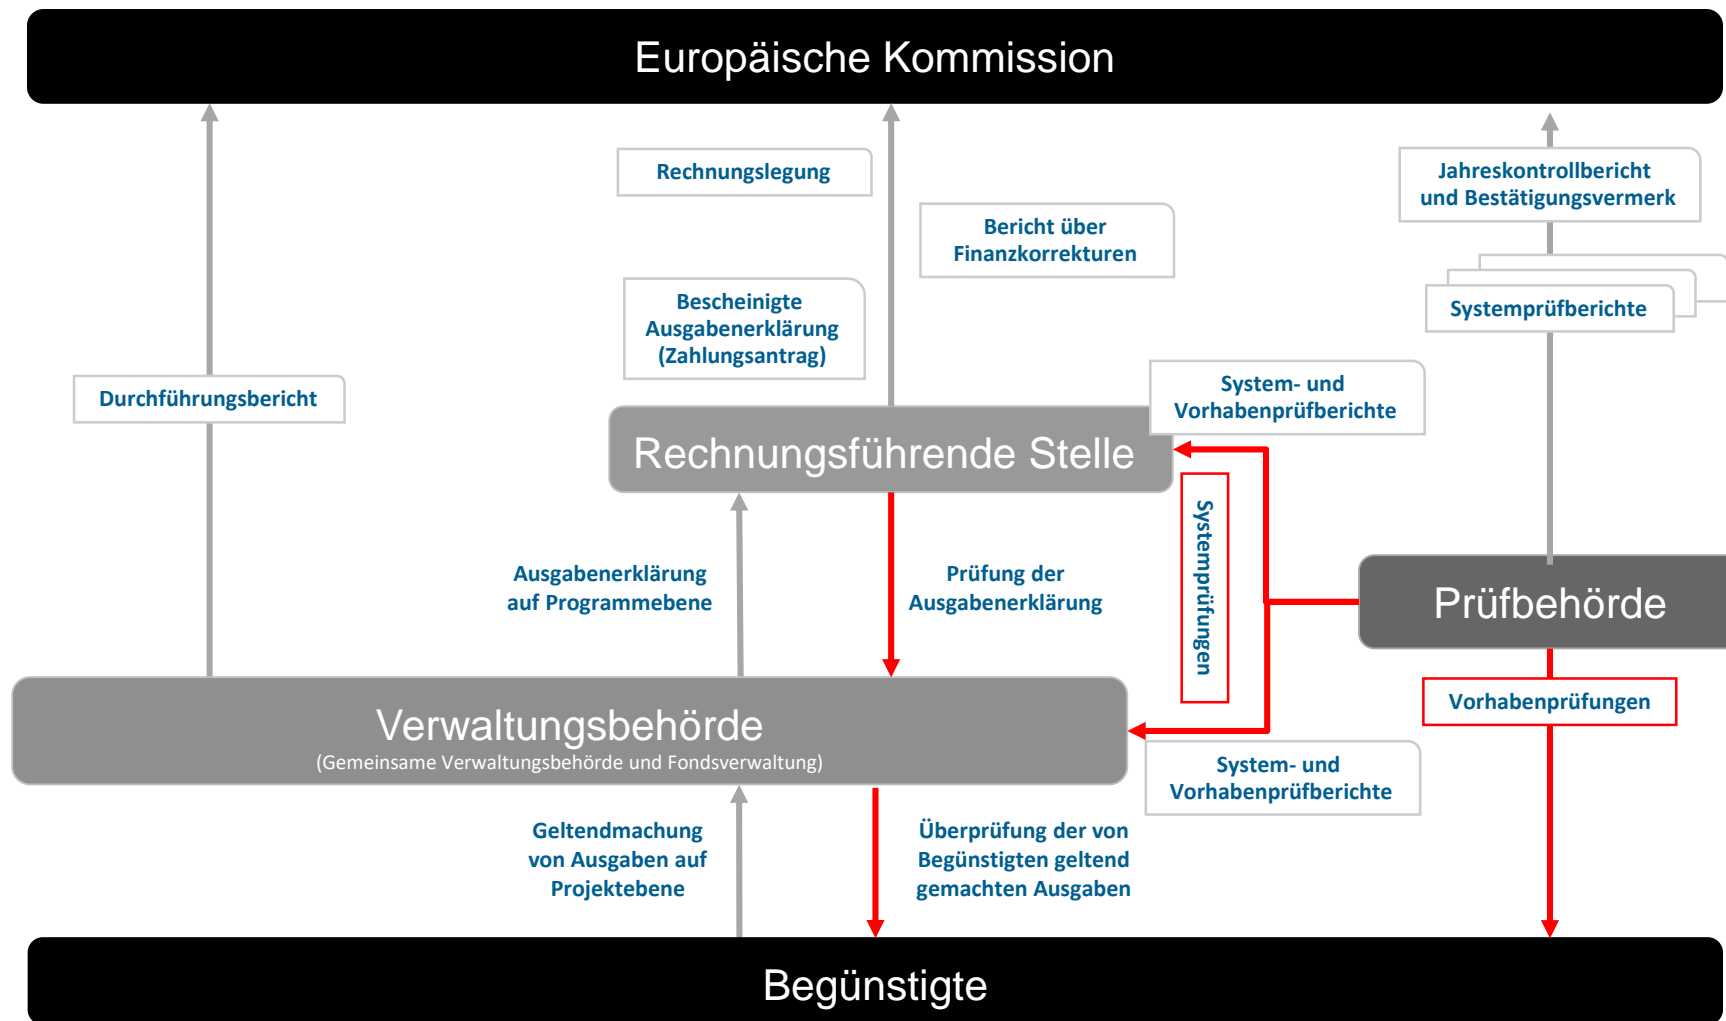 Europäische Kommission
Rechnungslegung
Jahreskontrollbericht
und Bestätigungsvermerk
Bericht über
Finanzkorrekturen
Bescheinigte
Ausgabenerklärung
(Zahlungsantrag)
Systemprüfberichte
Durchführungsbericht
System- und
Vorhabenprüfberichte
Rechnungsführende Stelle
Systemprüfungen
Ausgabenerklärung
auf Programmebene
Prüfung der
Ausgabenerklärung
Prüfbehörde
Vorhabenprüfungen
Verwaltungsbehörde
(Gemeinsame Verwaltungsbehörde und Fondsverwaltung)
System- und
Vorhabenprüfberichte
Geltendmachung
von Ausgaben auf
Projektebene
Überprüfung der von
Begünstigten geltend
gemachten Ausgaben
Begünstigte